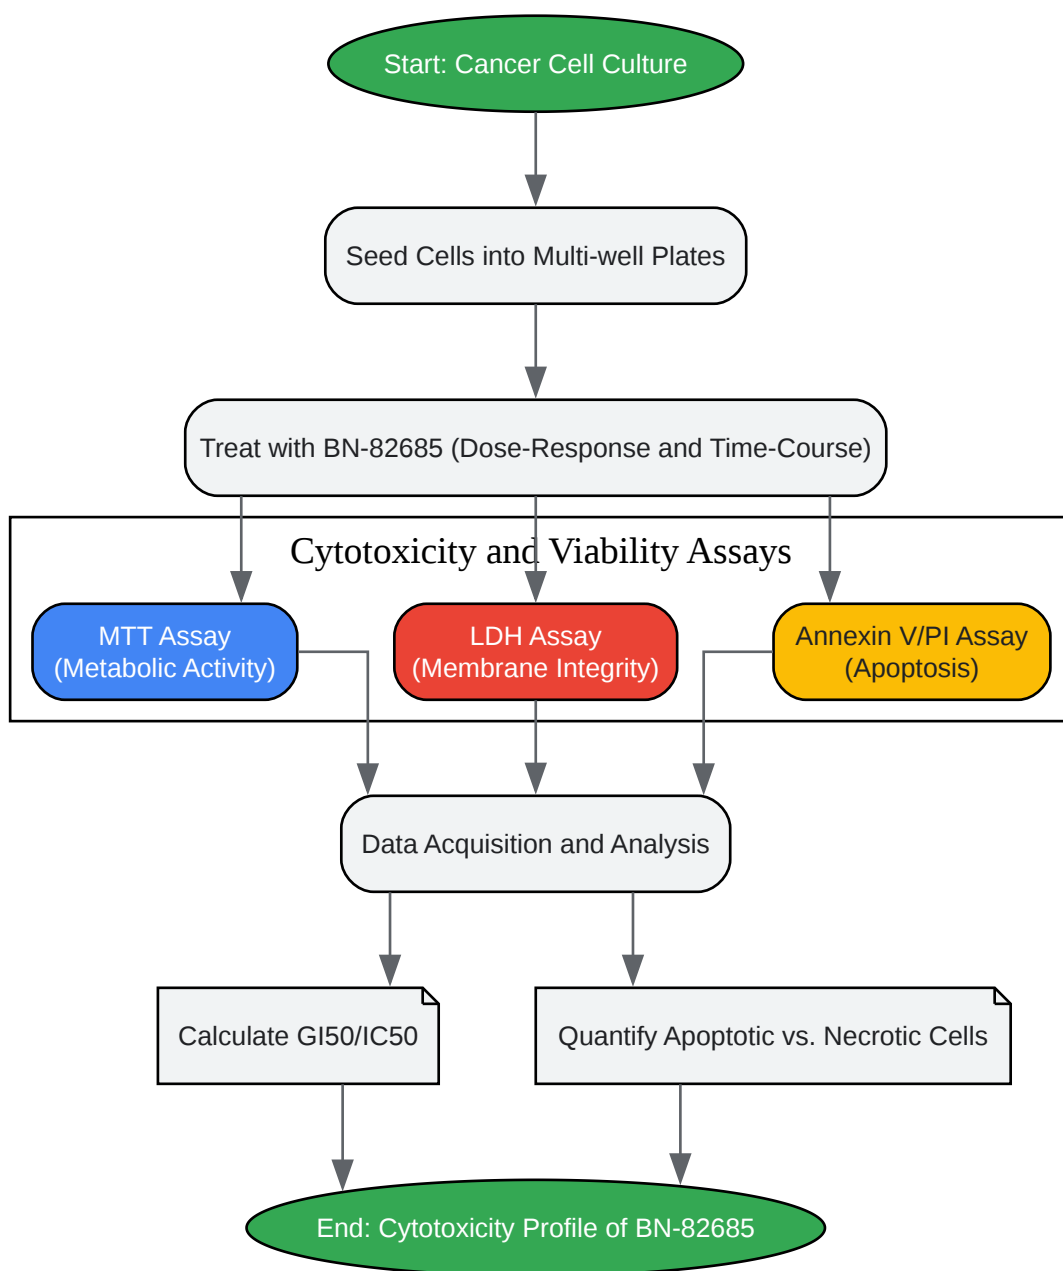 Start: Cancer Cell Culture
Seed Cells into Multi-well Plates
Treat with BN-82685 (Dose-Response and Time-Course)
Cytotoxicity and Viability Assays
MTT Assay
(Metabolic Activity)
LDH Assay
(Membrane Integrity)
Annexin V/PI Assay
(Apoptosis)
Data Acquisition and Analysis
Calculate GI50/IC50
Quantify Apoptotic vs. Necrotic Cells
End: Cytotoxicity Profile of BN-82685